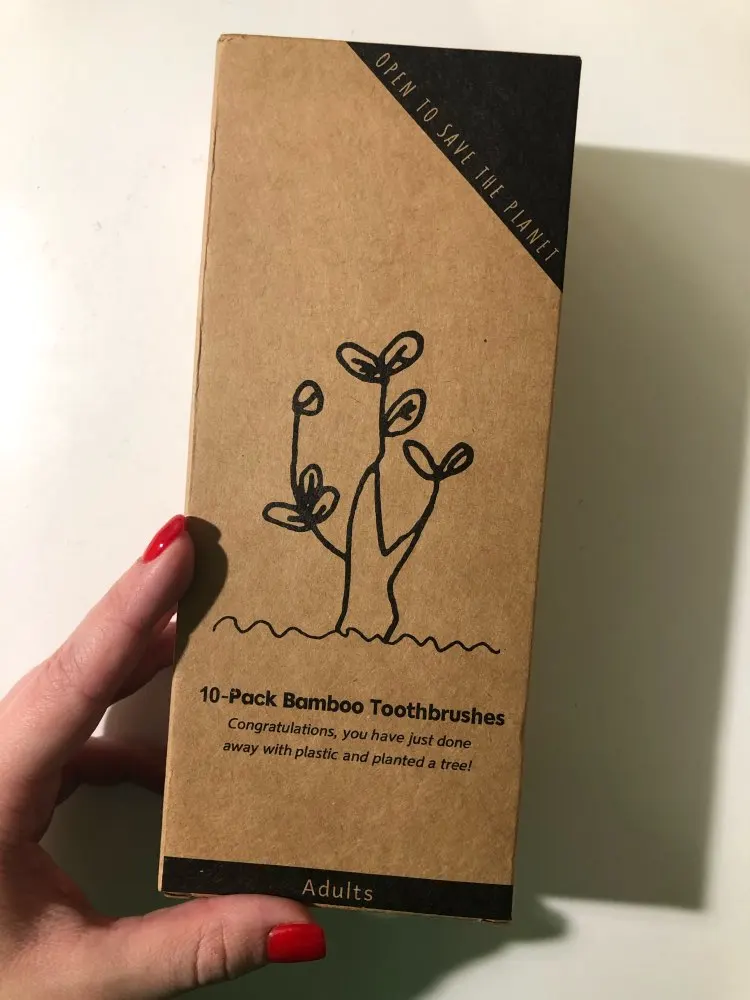 OPEN TO SAVE THE PLANET
10-Pack Bamboo Toothbrushes
Congratulations, you have just done
away with plastic and planted a tree!
Adults